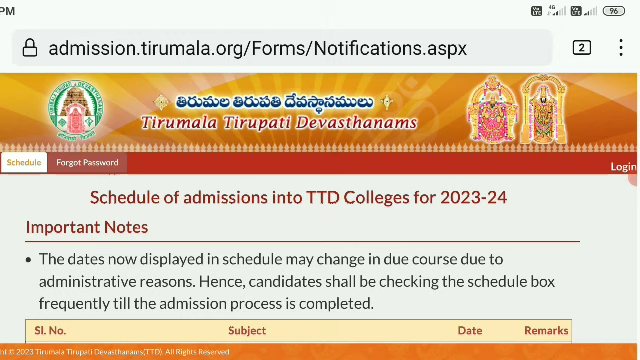 PM
4G
96
admission.tirumala.org/Forms/Notifications.aspx
2
తిరుమల తిరుపతి దేవస్థానములు
Tirumala Tirupati Devasthanams
Schedule Forgot Password
Login
Schedule of admissions into TTD Colleges for 2023-24
Important Notes
• The dates now displayed in schedule may change in due course due to
administrative reasons. Hence, candidates shall be checking the schedule box
frequently till the admission process is completed.
Sl. No. Subject Date Remarks
© 2023 Tirumala Tirupati Devasthanams(TTD). All Rights Reserved